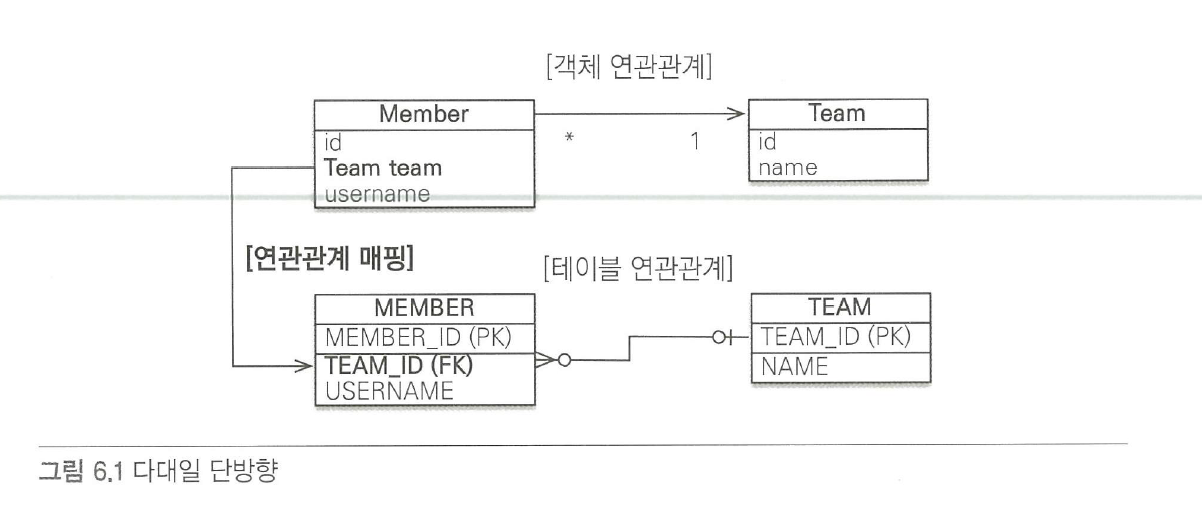 [객체 연관관계]
Member
id
Team team
username
* 1
Team
id
name
[연관관계 매핑]
[테이블 연관관계]
MEMBER
MEMBER_ID (PK)
TEAM_ID (FK)
USERNAME
TEAM
TEAM_ID (PK)
NAME
그림 6.1 다대일 단방향